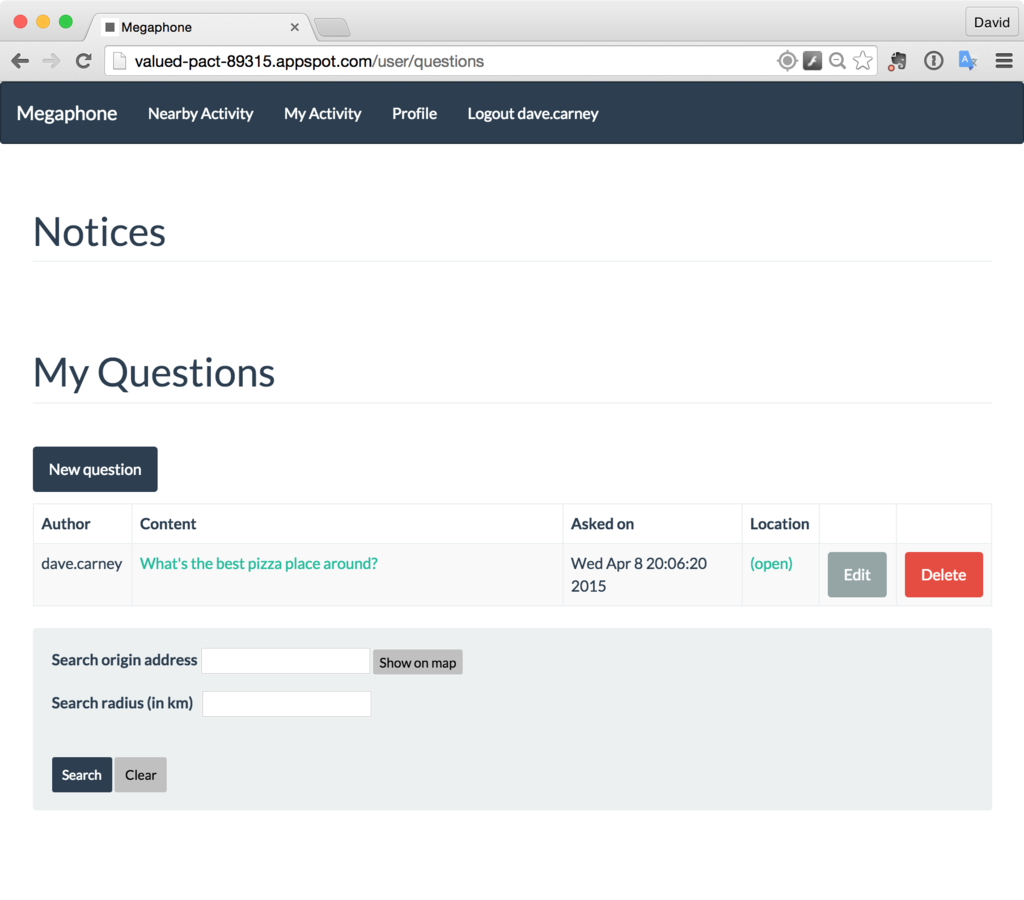 Megaphone
David
valued-pact-89315.appspot.com/user/questions
Megaphone Nearby Activity My Activity Profile Logout dave.carney
Notices
My Questions
New question
Author Content Asked on Location
dave.carney What's the best pizza place around? Wed Apr 8 20:06:20 (open) Edit Delete
2015
Search origin address Show on map
Search radius (in km)
Search Clear